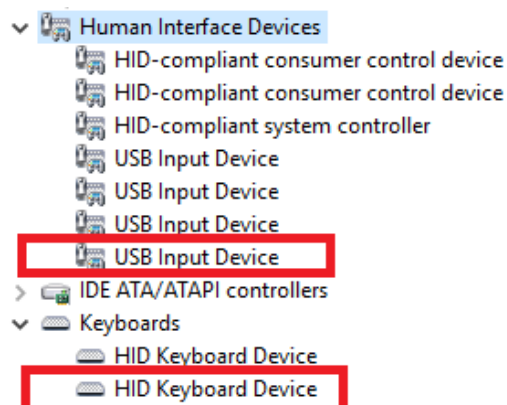 Human Interface Devices
HID-compliant consumer control device
HID-compliant consumer control device
HID-compliant system controller
USB Input Device
USB Input Device
USB Input Device
USB Input Device
IDE ATA/ATAPI controllers
Keyboards
HID Keyboard Device
HID Keyboard Device